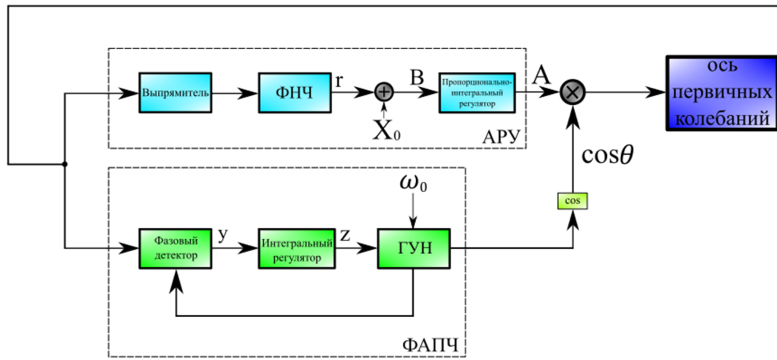 Выпрямитель
ФНЧ
r
B
Пропорционально-
интегральный
регулятор
A
ось
первичных
колебаний
X₀
АРУ
cosθ
cos
ω₀
Фазовый
детектор
y
Интегральный
регулятор
z
ГУН
ФАПЧ